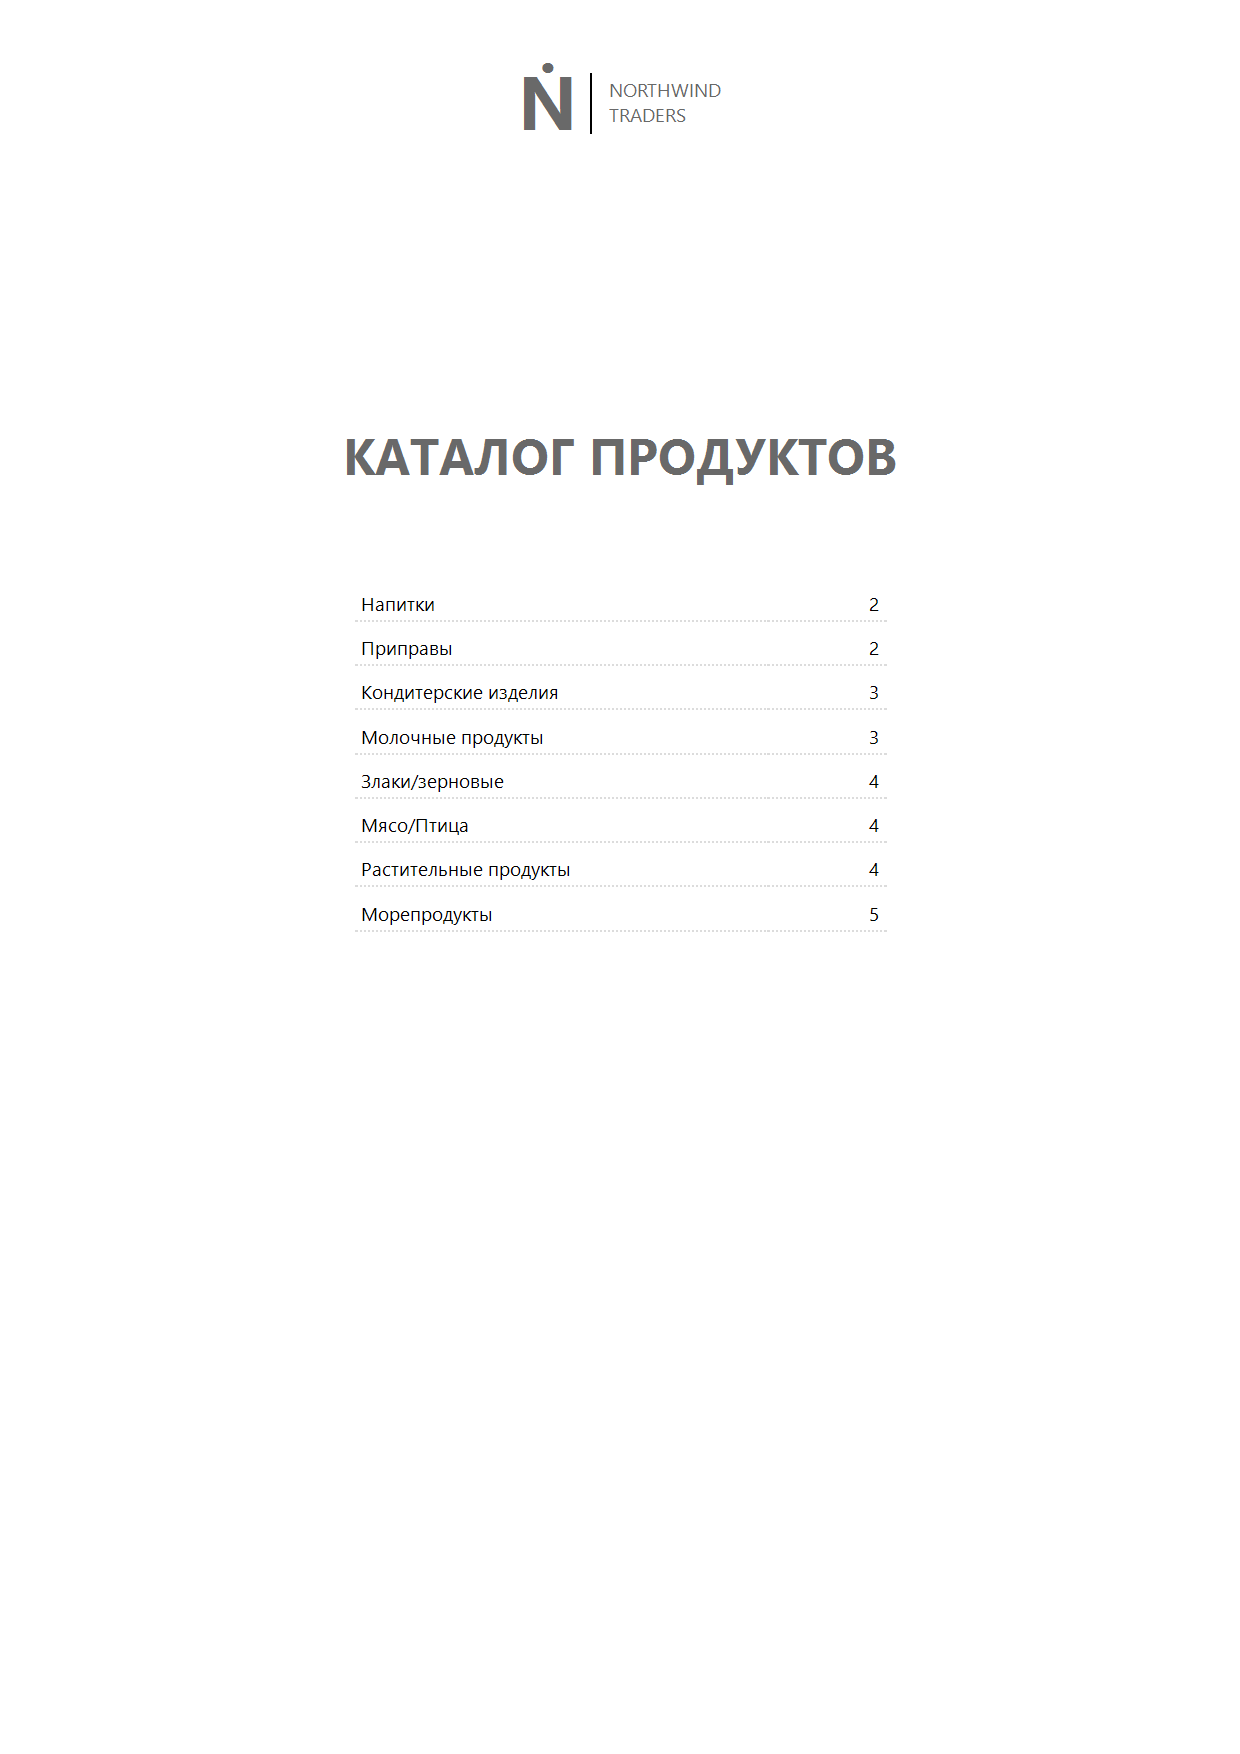 N
NORTHWIND
TRADERS
КАТАЛОГ ПРОДУКТОВ
Напитки 2
Приправы 2
Кондитерские изделия 3
Молочные продукты 3
Злаки/зерновые 4
Мясо/Птица 4
Растительные продукты 4
Морепродукты 5